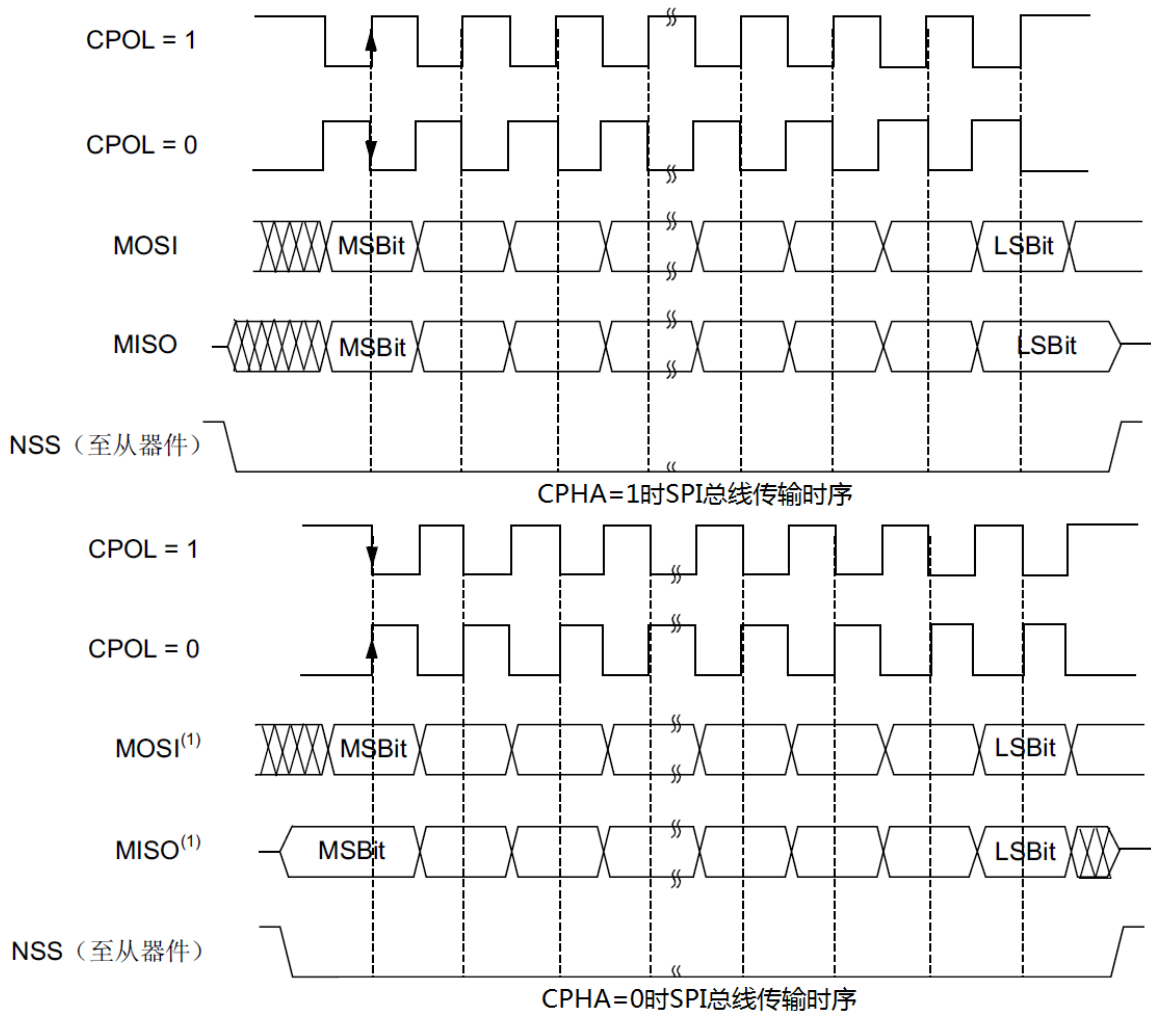 CPOL = 1
CPOL = 0
MOSI MSBit LSBit
MISO MSBit LSBit
NSS（至从器件）
CPHA=1时SPI总线传输时序
CPOL = 1
CPOL = 0
MOSI(1) MSBit LSBit
MISO(1) MSBit LSBit
NSS（至从器件）
CPHA=0时SPI总线传输时序